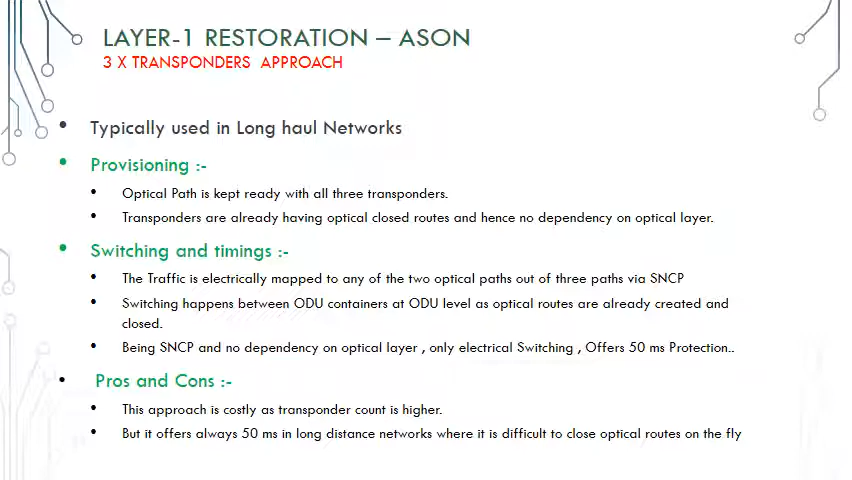 LAYER-1 RESTORATION – ASON
3 X TRANSPONDERS APPROACH
• Typically used in Long haul Networks
• Provisioning :-
• Optical Path is kept ready with all three transponders.
• Transponders are already having optical closed routes and hence no dependency on optical layer.
• Switching and timings :-
• The Traffic is electrically mapped to any of the two optical paths out of three paths via SNCP
• Switching happens between ODU containers at ODU level as optical routes are already created and
closed.
• Being SNCP and no dependency on optical layer , only electrical Switching , Offers 50 ms Protection..
• Pros and Cons :-
• This approach is costly as transponder count is higher.
• But it offers always 50 ms in long distance networks where it is difficult to close optical routes on the fly